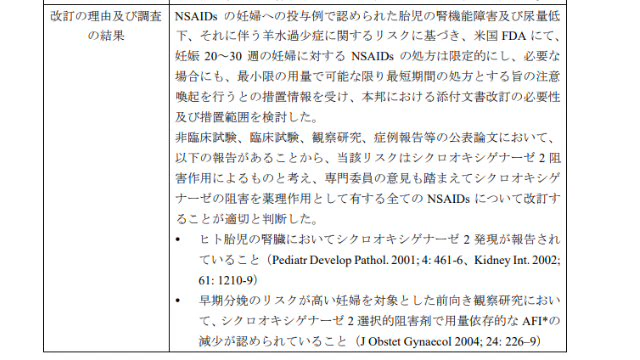 改訂の理由及び調査
の結果
NSAIDs の妊婦への投与例で認められた胎児の腎機能障害及び尿量低
下、それに伴う羊水過少症に関するリスクに基づき、米国 FDA にて、
妊娠 20～30 週の妊婦に対する NSAIDs の処方は限定的にし、必要な
場合にも、最小限の用量で可能な限り最短期間の処方とする旨の注意
喚起を行うとの措置情報を受け、本邦における添付文書改訂の必要性
及び措置範囲を検討した。
非臨床試験、臨床試験、観察研究、症例報告等の公表論文において、
以下の報告があることから、当該リスクはシクロオキシゲナーゼ 2 阻
害作用によるものと考え、専門委員の意見も踏まえてシクロオキシゲ
ナーゼの阻害を薬理作用として有する全ての NSAIDs について改訂す
ることが適切と判断した。
• ヒト胎児の腎臓においてシクロオキシゲナーゼ 2 発現が報告され
ていること（Pediatr Develop Pathol. 2001; 4: 461-6、Kidney Int. 2002;
61: 1210-9）
• 早期分娩のリスクが高い妊婦を対象とした前向き観察研究におい
て、シクロオキシゲナーゼ 2 選択的阻害剤で用量依存的な AFI*の
減少が認められていること（J Obstet Gynaecol 2004; 24: 226–9）